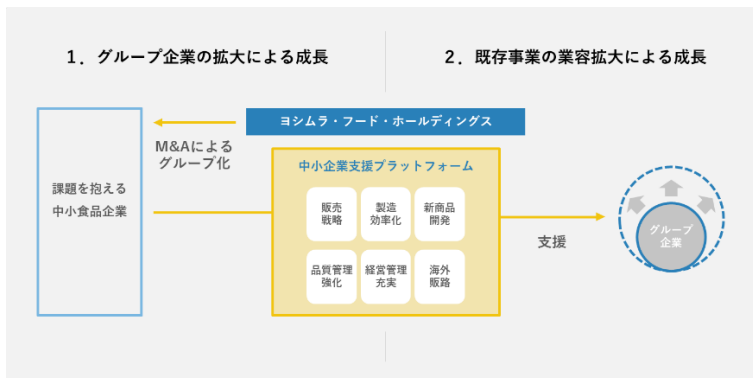 1. グループ企業の拡大による成長
2. 既存事業の業容拡大による成長
ヨシムラ・フード・ホールディングス
M&Aによる
グループ化
課題を抱える
中小食品企業
中小企業支援プラットフォーム
販売
戦略
製造
効率化
新商品
開発
品質管理
強化
経営管理
充実
海外
販路
支援
グループ
企業